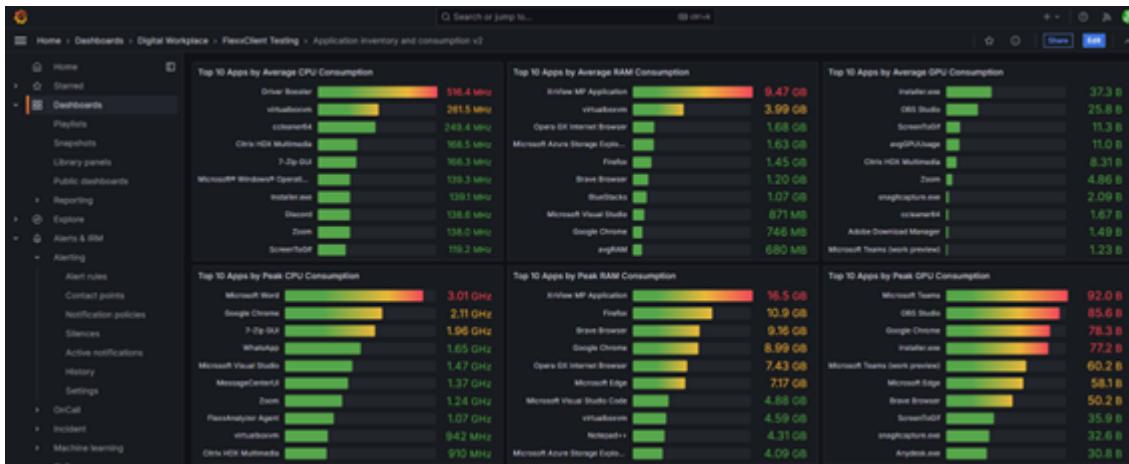 Search or jump to...
ctrl+k
Home › Dashboards › Digital Workplace › FlexxClient Testing › Application inventory and consumption v2
Share
Edit
Home
Starred
Dashboards
Playlists
Snapshots
Library panels
Public dashboards
Reporting
Explore
Alerts & IRM
Alerting
Alert rules
Contact points
Notification policies
Silences
Active notifications
History
Settings
OnCall
Incident
Machine learning
Top 10 Apps by Average CPU Consumption
Driver Booster 516.4 MHz
virtualboxvm 261.5 MHz
ccleaner64 249.4 MHz
Citrix HDX Multimedia 168.5 MHz
7-Zip GUI 166.3 MHz
Microsoft® Windows® Operati... 139.3 MHz
Installer.exe 139.1 MHz
Discord 138.6 MHz
Zoom 138.0 MHz
ScreenToGif 119.2 MHz
Top 10 Apps by Average RAM Consumption
XnView MP Application 9.47 GB
virtualboxvm 3.99 GB
Opera GX Internet Browser 1.68 GB
Microsoft Azure Storage Explo... 1.63 GB
Firefox 1.45 GB
Brave Browser 1.20 GB
BlueStacks 1.07 GB
Microsoft Visual Studio 871 MB
Google Chrome 746 MB
avgRAM 680 MB
Top 10 Apps by Average GPU Consumption
Installer.exe 37.3 B
OBS Studio 25.8 B
ScreenToGif 11.3 B
avgGPUUsage 11.0 B
Citrix HDX Multimedia 8.31 B
Zoom 4.86 B
snagitcapture.exe 2.09 B
ccleaner64 1.67 B
Adobe Download Manager 1.49 B
Microsoft Teams (work preview) 1.23 B
Top 10 Apps by Peak CPU Consumption
Microsoft Word 3.01 GHz
Google Chrome 2.11 GHz
7-Zip GUI 1.96 GHz
WhatsApp 1.65 GHz
Microsoft Visual Studio 1.47 GHz
MessageCenterUI 1.37 GHz
Zoom 1.24 GHz
FlexxAnalyzer Agent 1.07 GHz
virtualboxvm 942 MHz
Citrix HDX Multimedia 910 MHz
Top 10 Apps by Peak RAM Consumption
XnView MP Application 16.5 GB
Firefox 10.9 GB
Brave Browser 9.16 GB
Google Chrome 8.99 GB
Opera GX Internet Browser 7.43 GB
Microsoft Edge 7.17 GB
Microsoft Visual Studio Code 4.88 GB
virtualboxvm 4.59 GB
Notepad++ 4.31 GB
Microsoft Azure Storage Explo... 4.09 GB
Top 10 Apps by Peak GPU Consumption
Microsoft Teams 92.0 B
OBS Studio 85.6 B
Google Chrome 78.3 B
Installer.exe 77.2 B
Microsoft Teams (work preview) 60.2 B
Microsoft Edge 58.1 B
Brave Browser 50.2 B
ScreenToGif 35.9 B
snagitcapture.exe 32.6 B
Anydesk.exe 30.8 B